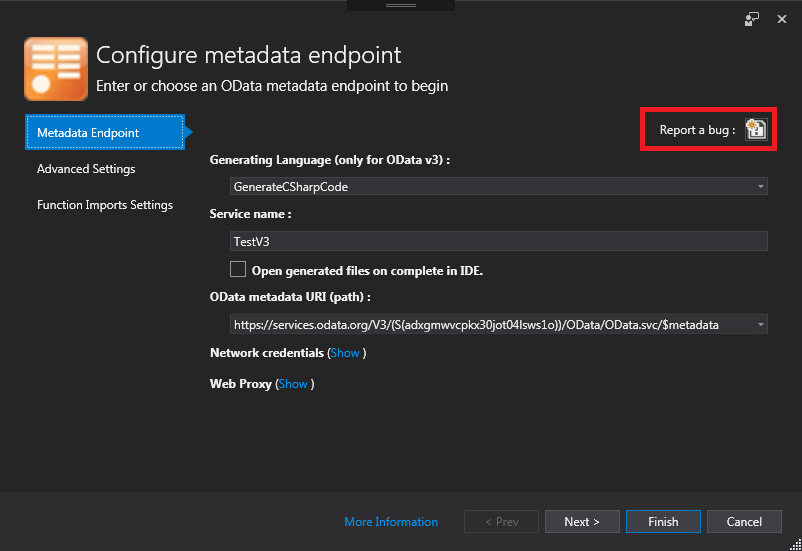 Configure metadata endpoint
Enter or choose an OData metadata endpoint to begin
Metadata Endpoint
Advanced Settings
Function Imports Settings
Report a bug :
Generating Language (only for OData v3) :
GenerateCSharpCode
Service name :
TestV3
Open generated files on complete in IDE.
OData metadata URI (path) :
https://services.odata.org/V3/(S(adxgmwvcpkx30jot04lsws1o))/OData/OData.svc/$metadata
Network credentials (Show )
Web Proxy (Show )
More Information
< Prev
Next >
Finish
Cancel